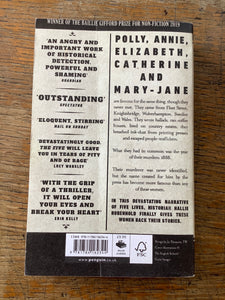 WINNER OF THE BAILLIE GIFFORD PRIZE FOR NON-FICTION 2019
'AN ANGRY AND
IMPORTANT WORK
OF HISTORICAL
DETECTION.
POWERFUL AND
SHAMING'
GUARDIAN
'OUTSTANDING'
SPECTATOR
'ELOQUENT, STIRRING'
MAIL ON SUNDAY
'DEVASTATINGLY GOOD.
THE FIVE WILL LEAVE
YOU IN TEARS OF PITY
AND OF RAGE'
LUCY WORSLEY
'WITH THE GRIP
OF A THRILLER,
IT WILL OPEN
YOUR EYES AND
BREAK YOUR HEART'
ERIN KELLY
POLLY, ANNIE,
ELIZABETH,
CATHERINE
AND
MARY-JANE
are famous for the same thing, though they
never met. They came from Fleet Street,
Knightsbridge, Wolverhampton, Sweden
and Wales. They wrote ballads, ran coffee
houses, lived on country estates, they
breathed ink-dust from printing presses
and escaped people-traffickers.
What they had in common was the year
of their murders: 1888.
Their murderer was never identified,
but the name created for him by the
press has become more famous than any
of these women.
IN THIS DEVASTATING NARRATIVE
OF FIVE LIVES, HISTORIAN HALLIE
RUBENHOLD FINALLY GIVES THESE
WOMEN BACK THEIR STORIES.
www.penguin.co.uk
FSC